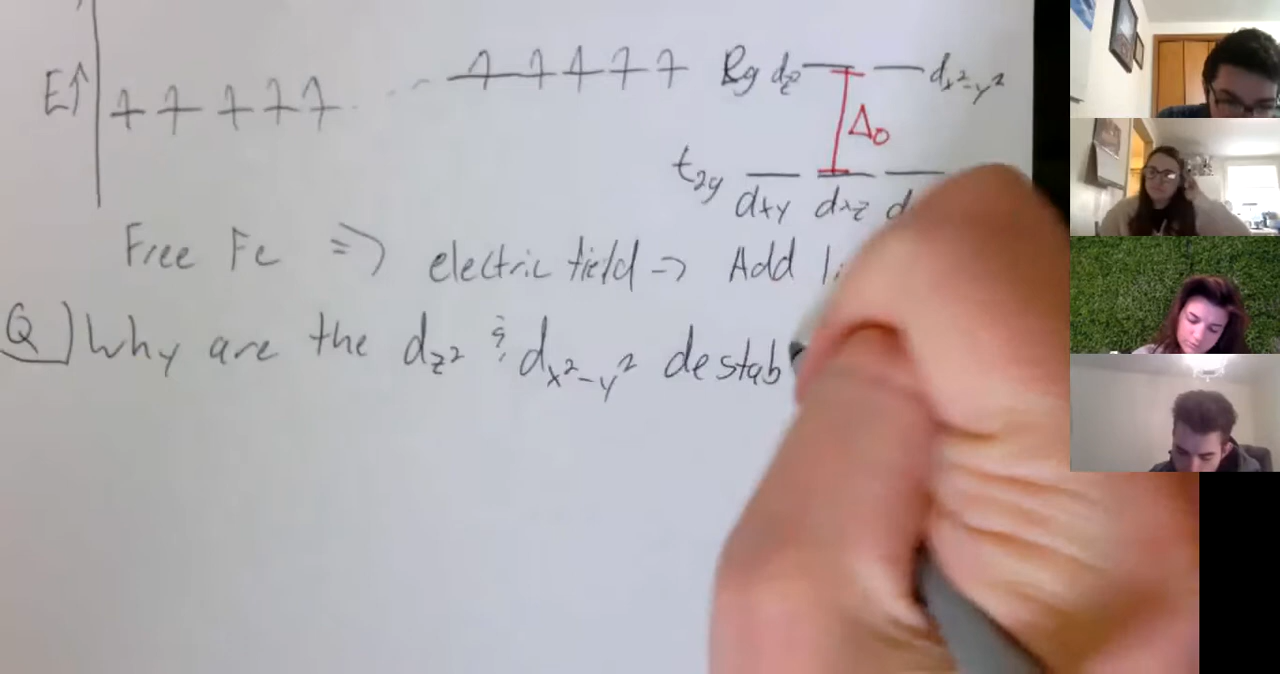 E↑
Eg dz² dx²-y²
Δo
t2g dxy dxz d
Free Fe => electric field -> Add
Q) Why are the dz² & dx²-y² destab